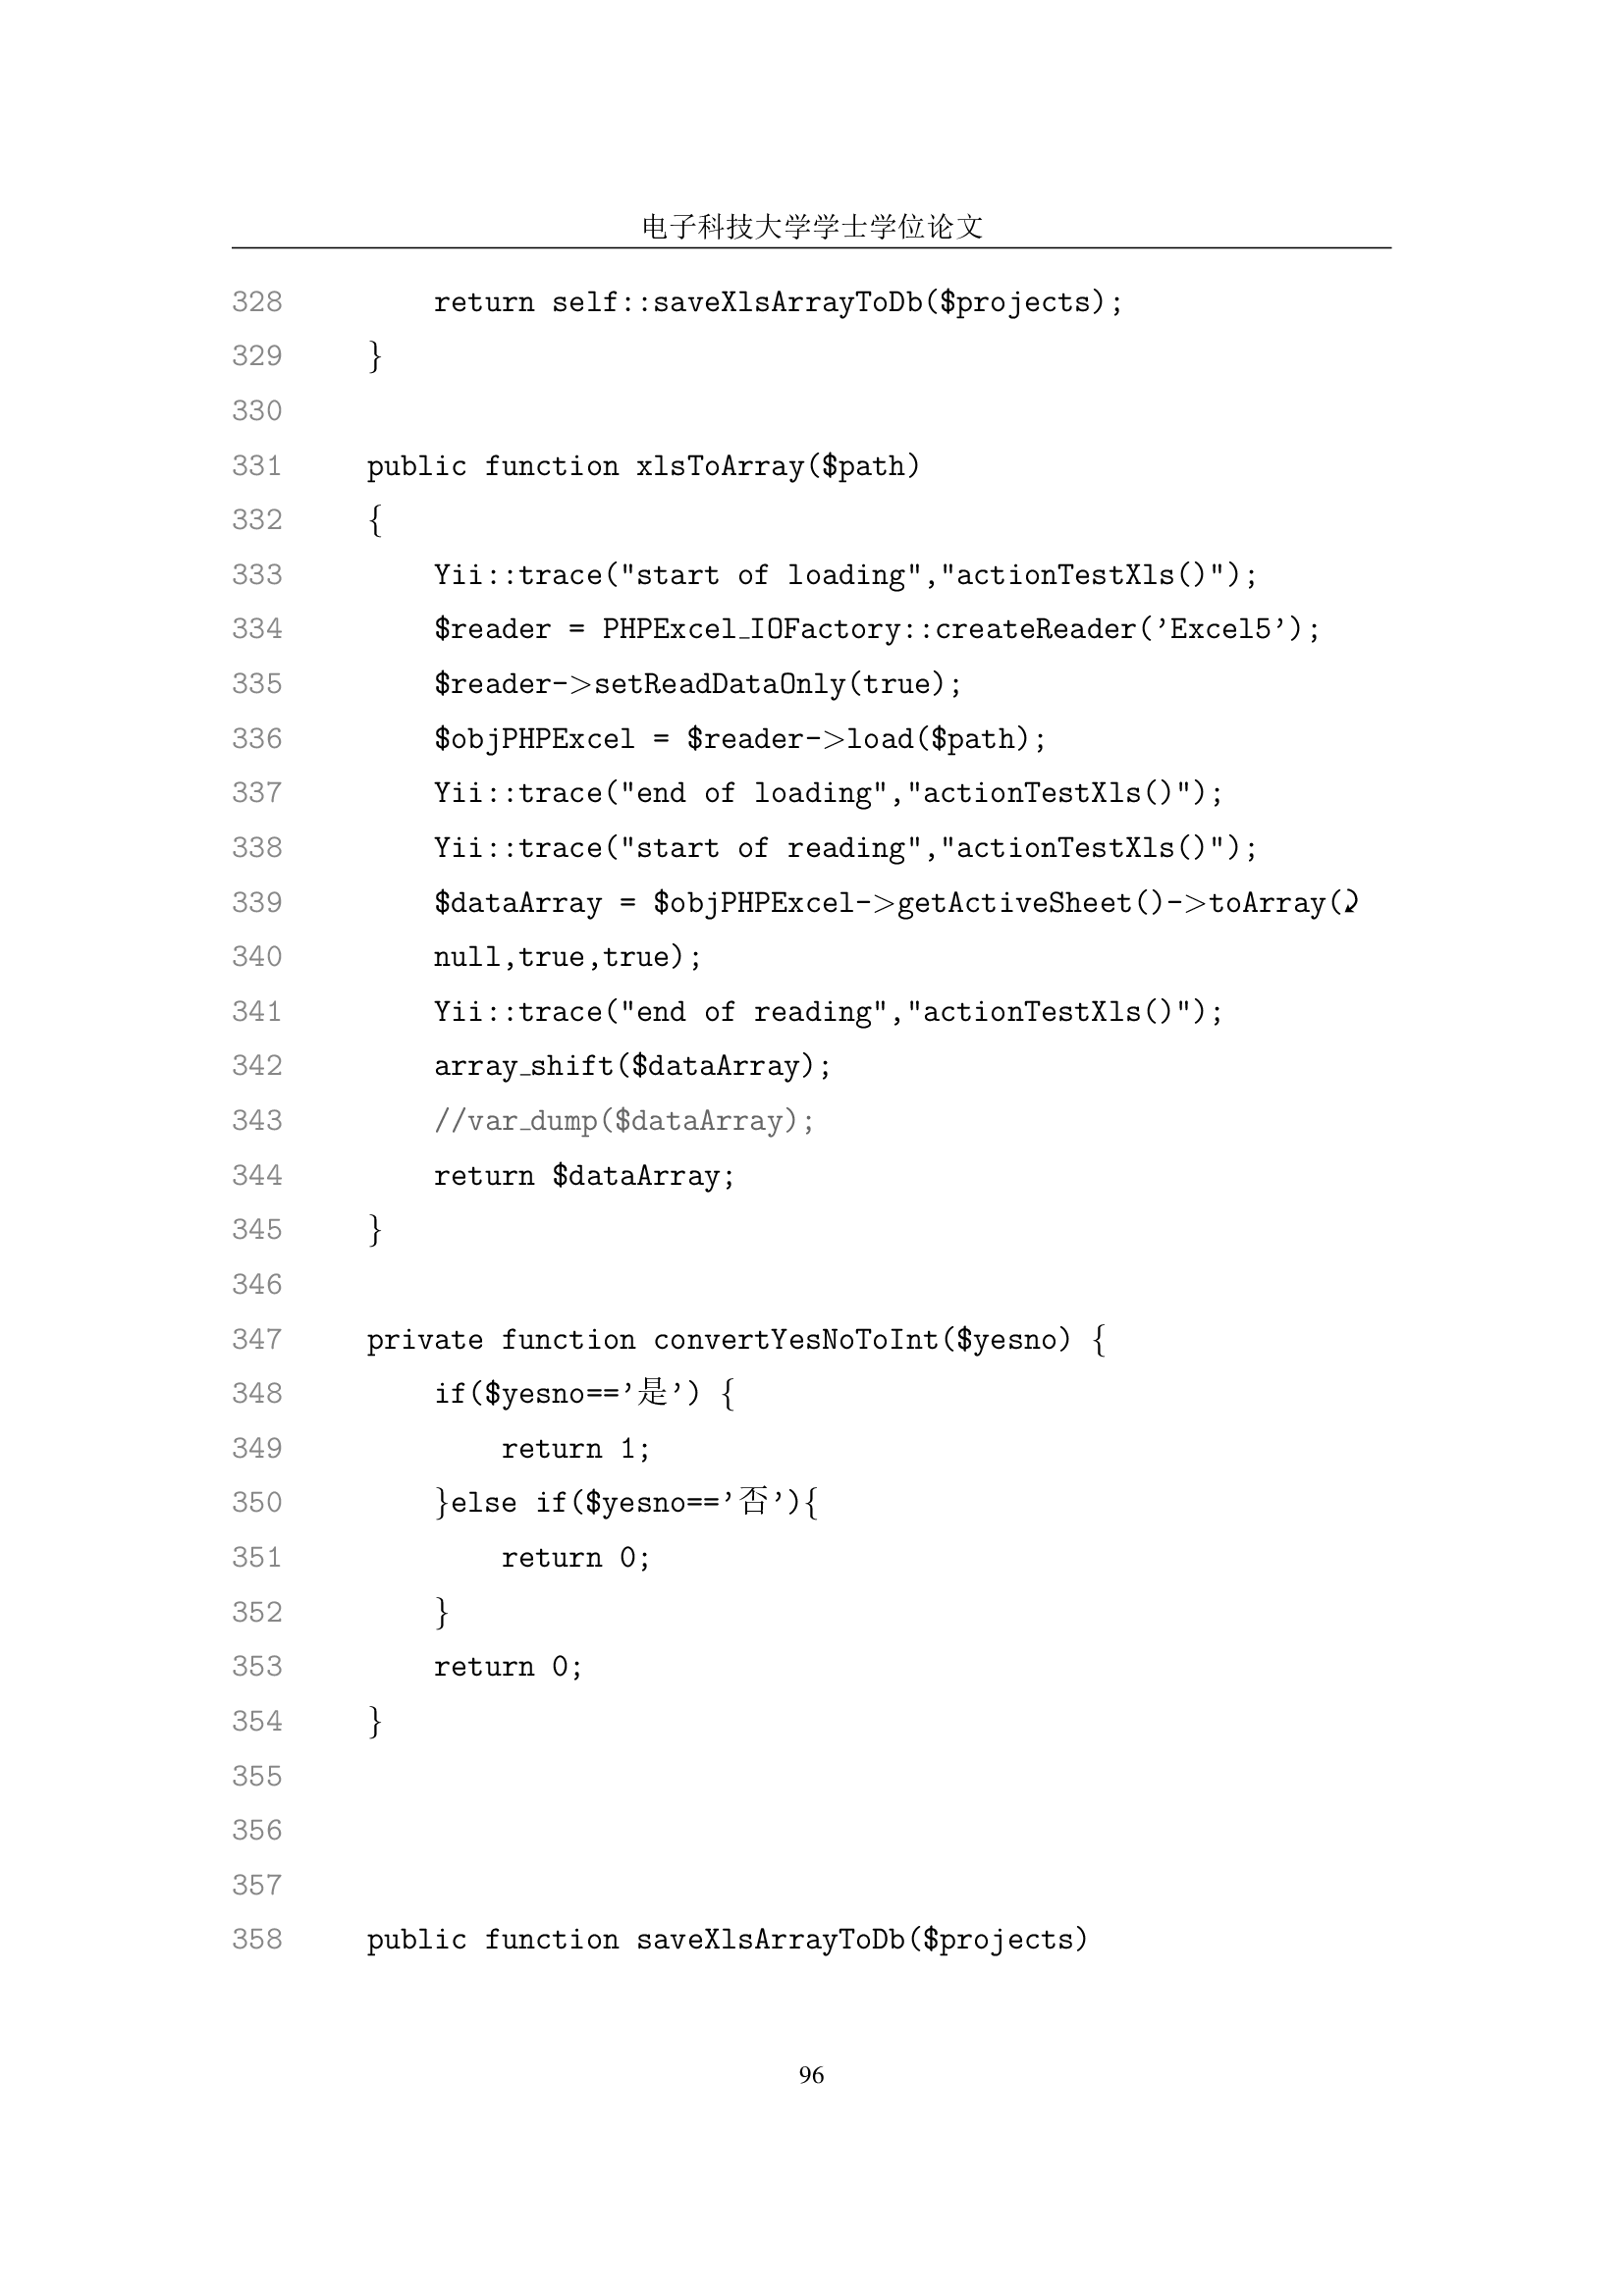 电子科技大学学士学位论文
328         return self::saveXlsArrayToDb($projects);
329     }
330
331     public function xlsToArray($path)
332     {
333         Yii::trace("start of loading","actionTestXls()");
334         $reader = PHPExcel_IOFactory::createReader('Excel5');
335         $reader->setReadDataOnly(true);
336         $objPHPExcel = $reader->load($path);
337         Yii::trace("end of loading","actionTestXls()");
338         Yii::trace("start of reading","actionTestXls()");
339         $dataArray = $objPHPExcel->getActiveSheet()->toArray(⤸
340         null,true,true);
341         Yii::trace("end of reading","actionTestXls()");
342         array_shift($dataArray);
343         //var_dump($dataArray);
344         return $dataArray;
345     }
346
347     private function convertYesNoToInt($yesno) {
348         if($yesno=='是') {
349             return 1;
350         }else if($yesno=='否'){
351             return 0;
352         }
353         return 0;
354     }
355
356
357
358     public function saveXlsArrayToDb($projects)
96